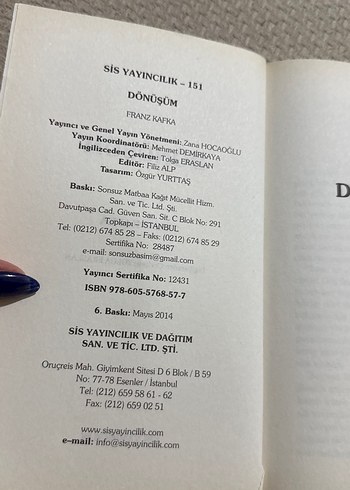 SİS YAYINCILIK – 151
DÖNÜŞÜM
FRANZ KAFKA
Yayıncı ve Genel Yayın Yönetmeni: Zana HOCAOĞLU
Yayın Koordinatörü: Mehmet DEMİRKAYA
İngilizceden Çeviren: Tolga ERASLAN
Editör: Filiz ALP
Tasarım: Özgür YURTTAŞ
Baskı: Sonsuz Matbaa Kağıt Mücellit Hizm.
San. ve Tic. Ltd. Şti.
Davutpaşa Cad. Güven San. Sit. C Blok No: 291
Topkapı – İSTANBUL
Tel: (0212) 674 85 28 – Faks: (0212) 674 85 29
Sertifika No: 28487
e-mail: sonsuzbasim@gmail.com
Yayıncı Sertifika No: 12431
ISBN 978-605-5768-57-7
6. Baskı: Mayıs 2014
SİS YAYINCILIK VE DAĞITIM
SAN. VE TİC. LTD. ŞTİ.
Oruçreis Mah. Giyimkent Sitesi D 6 Blok / B 59
No: 77-78 Esenler / İstanbul
Tel: (212) 659 58 61 - 62
Fax: (212) 659 02 51
www.sisyayincilik.com
e–mail: info@sisyayincilik.com
D